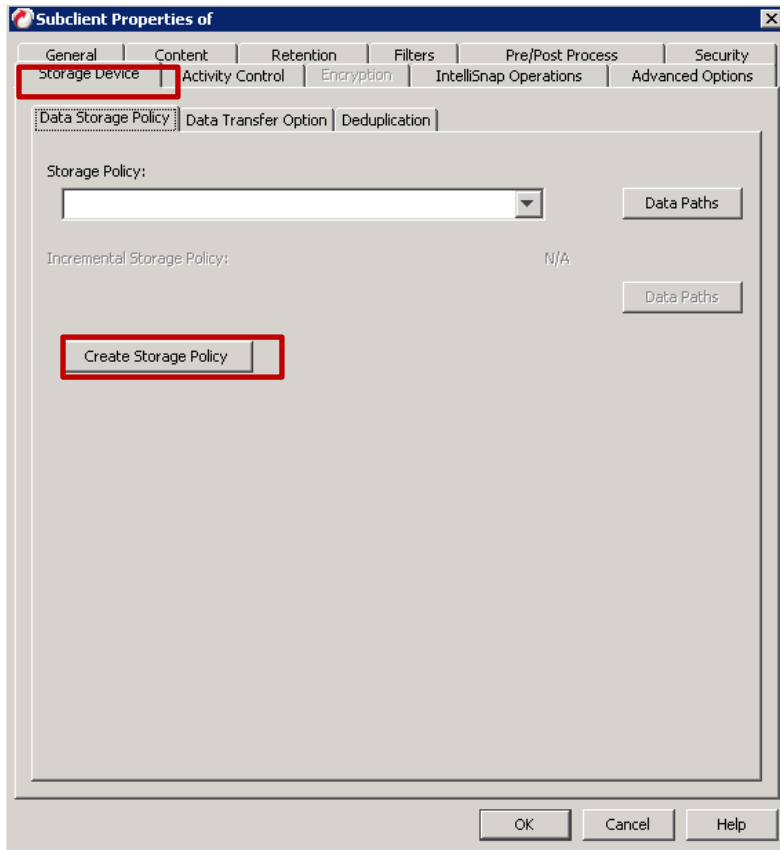 Subclient Properties of
General Content Retention Filters Pre/Post Process Security
Storage Device Activity Control Encryption IntelliSnap Operations Advanced Options
Data Storage Policy Data Transfer Option Deduplication
Storage Policy:
Data Paths
Incremental Storage Policy: N/A
Data Paths
Create Storage Policy
OK Cancel Help